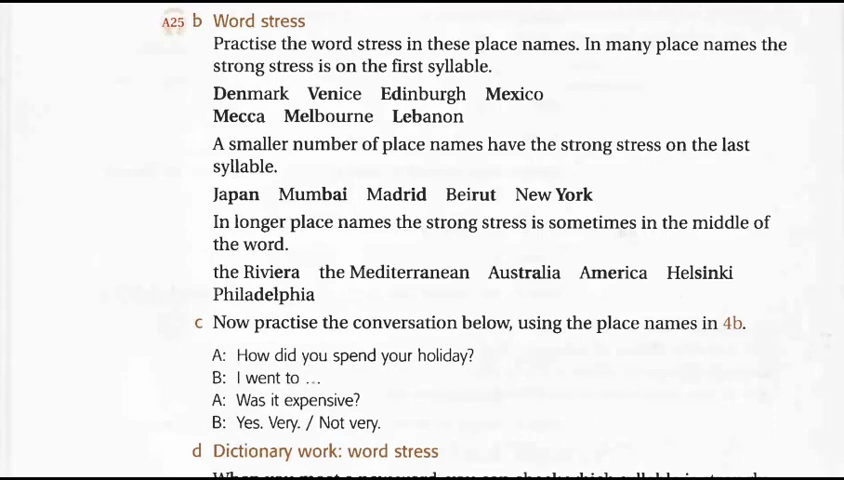 A25 b Word stress
Practise the word stress in these place names. In many place names the
strong stress is on the first syllable.
Denmark Venice Edinburgh Mexico
Mecca Melbourne Lebanon
A smaller number of place names have the strong stress on the last
syllable.
Japan Mumbai Madrid Beirut New York
In longer place names the strong stress is sometimes in the middle of
the word.
the Riviera the Mediterranean Australia America Helsinki
Philadelphia
c Now practise the conversation below, using the place names in 4b.
A: How did you spend your holiday?
B: I went to ...
A: Was it expensive?
B: Yes. Very. / Not very.
d Dictionary work: word stress